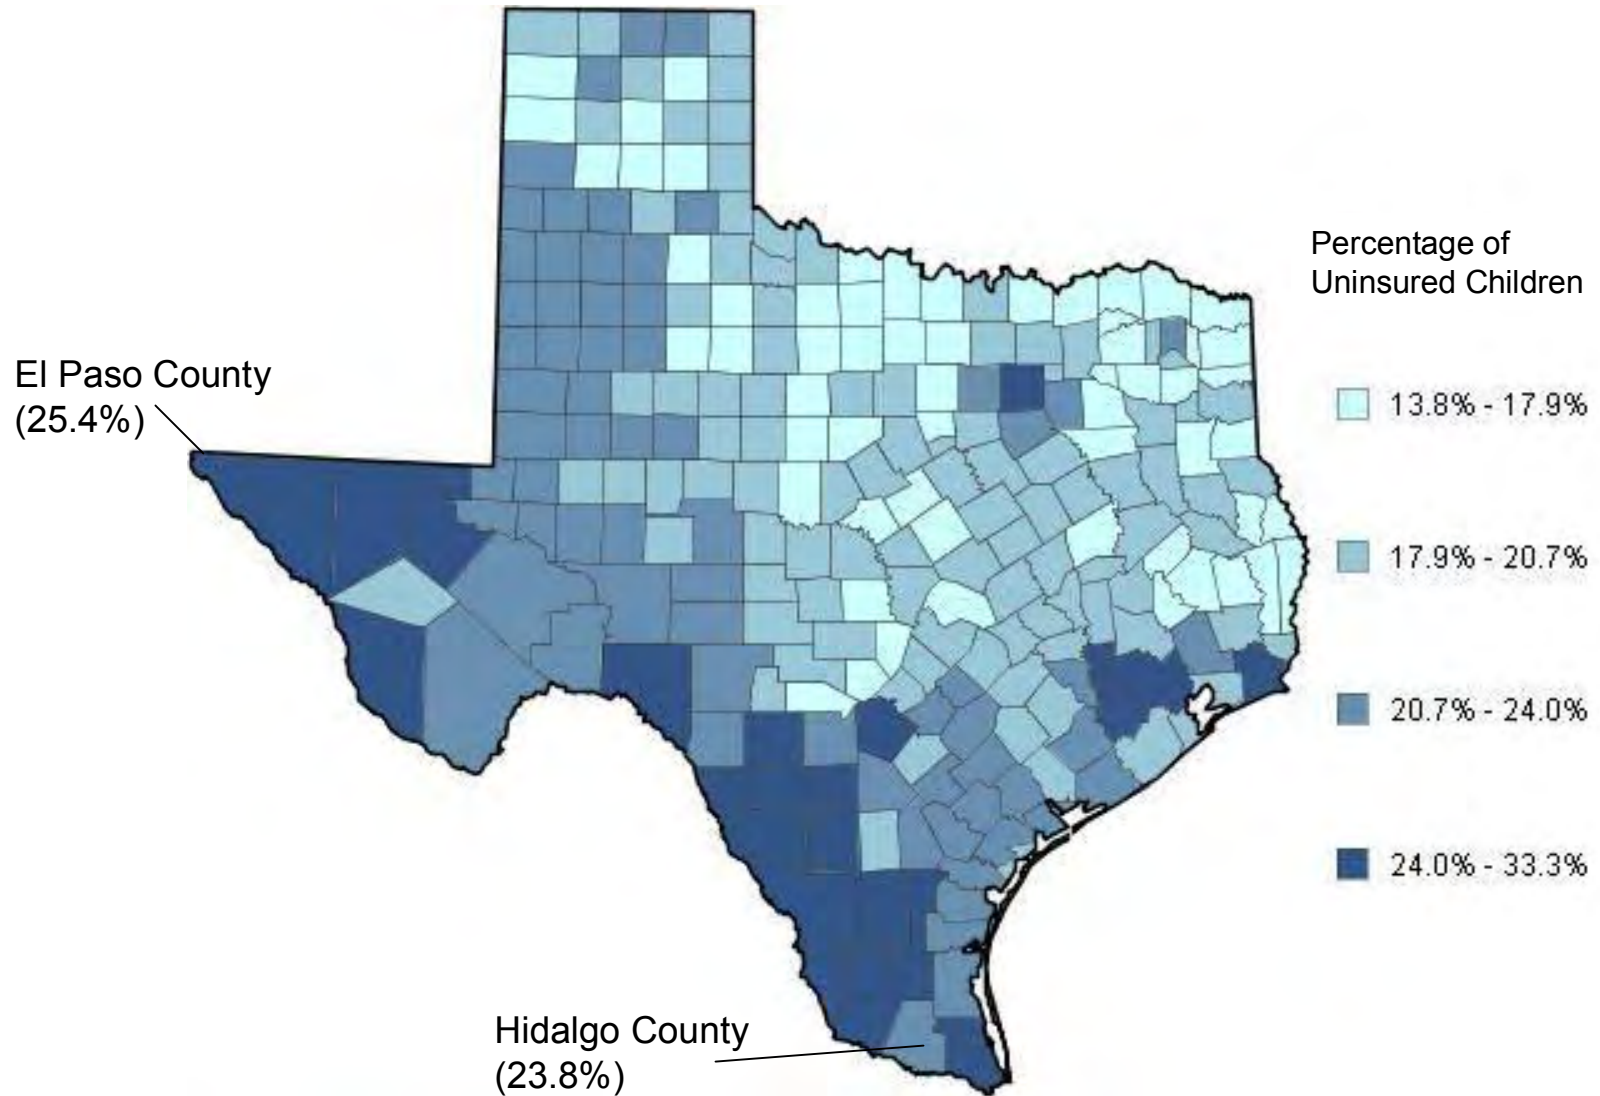 Percentage of
Uninsured Children
El Paso County
(25.4%)
13.8% - 17.9%
17.9% - 20.7%
20.7% - 24.0%
24.0% - 33.3%
Hidalgo County
(23.8%)